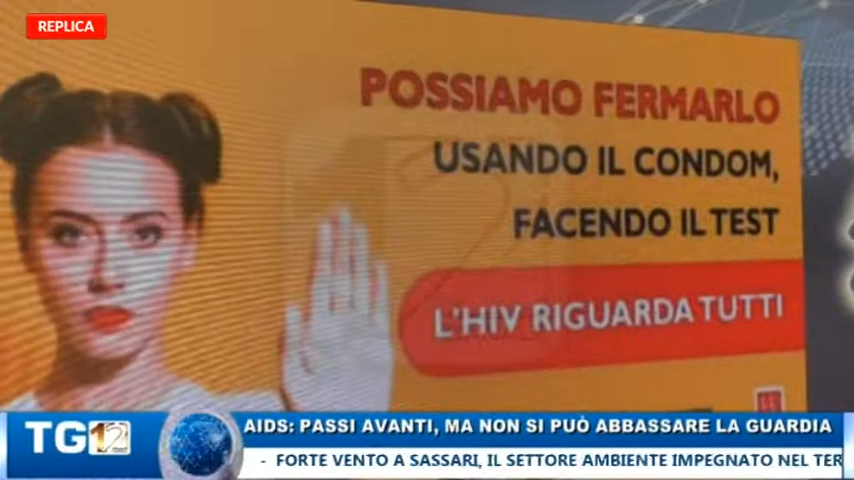 REPLICA
POSSIAMO FERMARLO
USANDO IL CONDOM,
FACENDO IL TEST
L'HIV RIGUARDA TUTTI
TG12
AIDS: PASSI AVANTI, MA NON SI PUÒ ABBASSARE LA GUARDIA
- FORTE VENTO A SASSARI, IL SETTORE AMBIENTE IMPEGNATO NEL TER